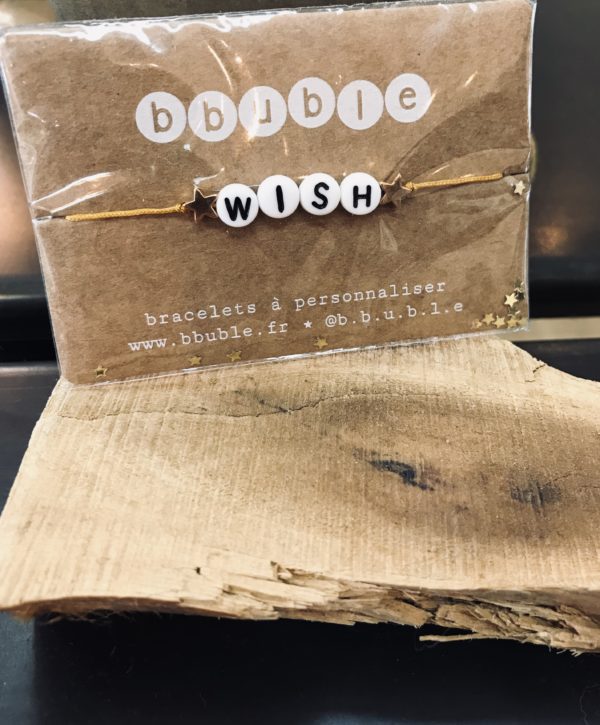 bbuble
WISH
bracelets à personnaliser
www.bbuble.fr ★ @b.b.u.b.l.e